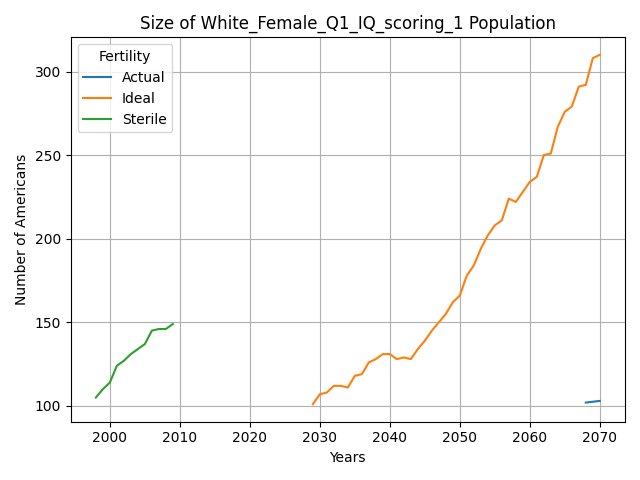 Size of White_Female_Q1_IQ_scoring_1 Population
Fertility
Actual
Ideal
Sterile
Number of Americans
300
250
200
150
100
2000 2010 2020 2030 2040 2050 2060 2070
Years